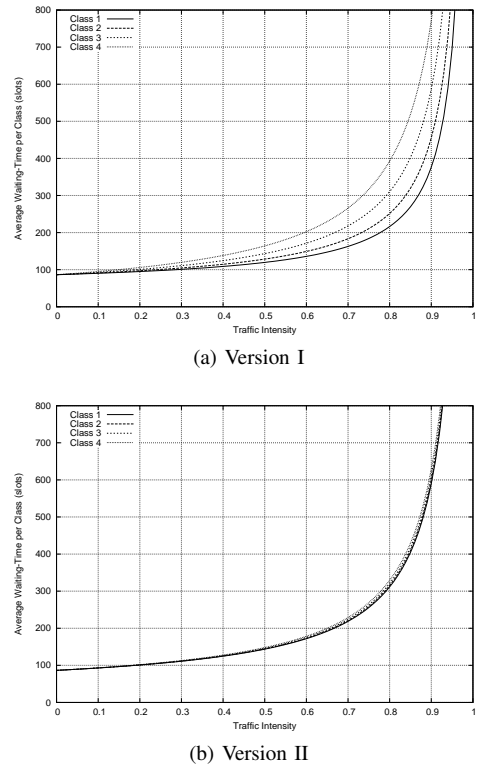 800
700
600
500
400
300
200
100
0
Average Waiting-Time per Class (slots)
Class 1
Class 2
Class 3
Class 4
0 0.1 0.2 0.3 0.4 0.5 0.6 0.7 0.8 0.9 1
Traffic Intensity
(a) Version I
800
700
600
500
400
300
200
100
0
Average Waiting-Time per Class (slots)
Class 1
Class 2
Class 3
Class 4
0 0.1 0.2 0.3 0.4 0.5 0.6 0.7 0.8 0.9 1
Traffic Intensity
(b) Version II